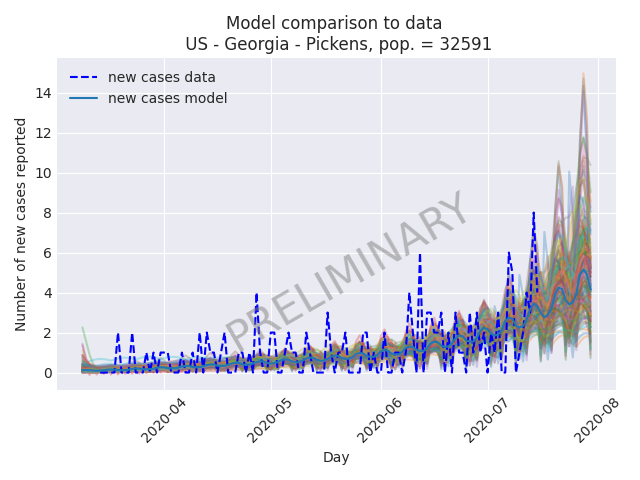 Model comparison to data
US - Georgia - Pickens, pop. = 32591
new cases data
new cases model
Number of new cases reported
14
12
10
8
6
4
2
0
PRELIMINARY
2020-04
2020-05
2020-06
2020-07
2020-08
Day